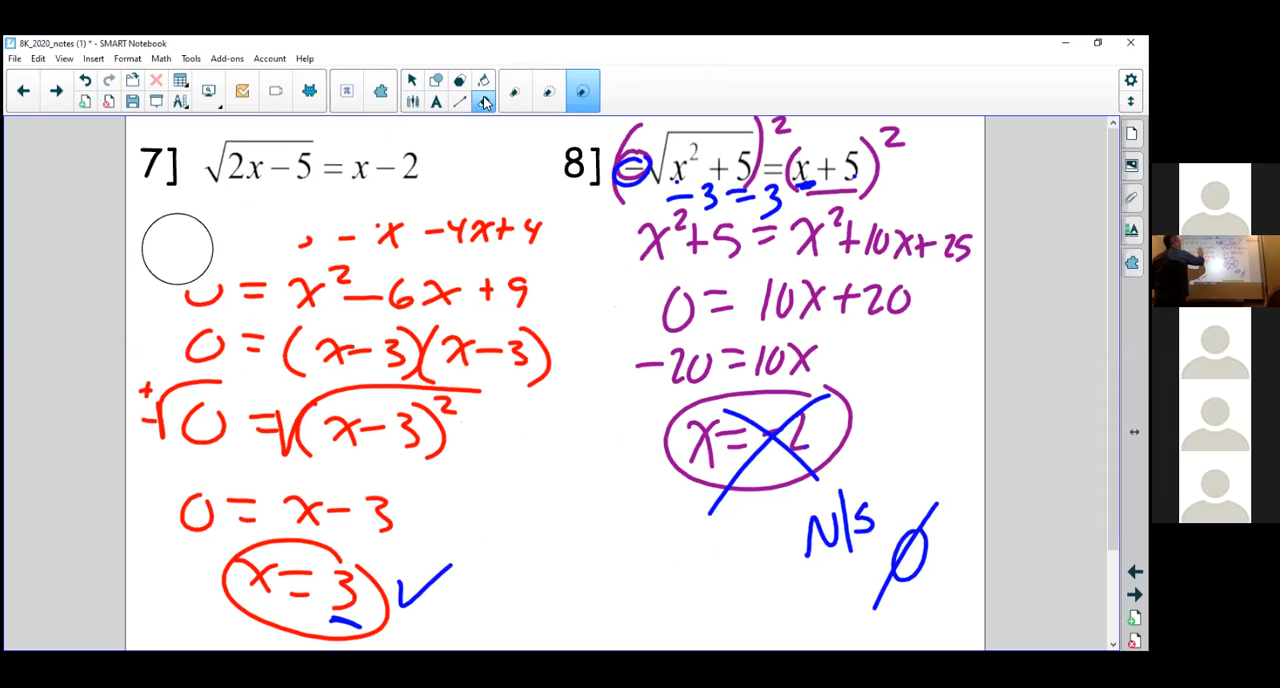 8K_2020_notes (1) * - SMART Notebook
File Edit View Insert Format Math Tools Add-ons Account Help
7] √(2x − 5) = x − 2
− x − 4x + 4
0 = x² − 6x + 9
0 = (x − 3)(x − 3)
±√0 = √(x − 3)²
0 = x − 3
x = 3 ✓
8] (−√(x² + 5))² = (x + 5)²
−3 = 3
x² + 5 = x² + 10x + 25
0 = 10x + 20
−20 = 10x
x = −2
N/S ∅